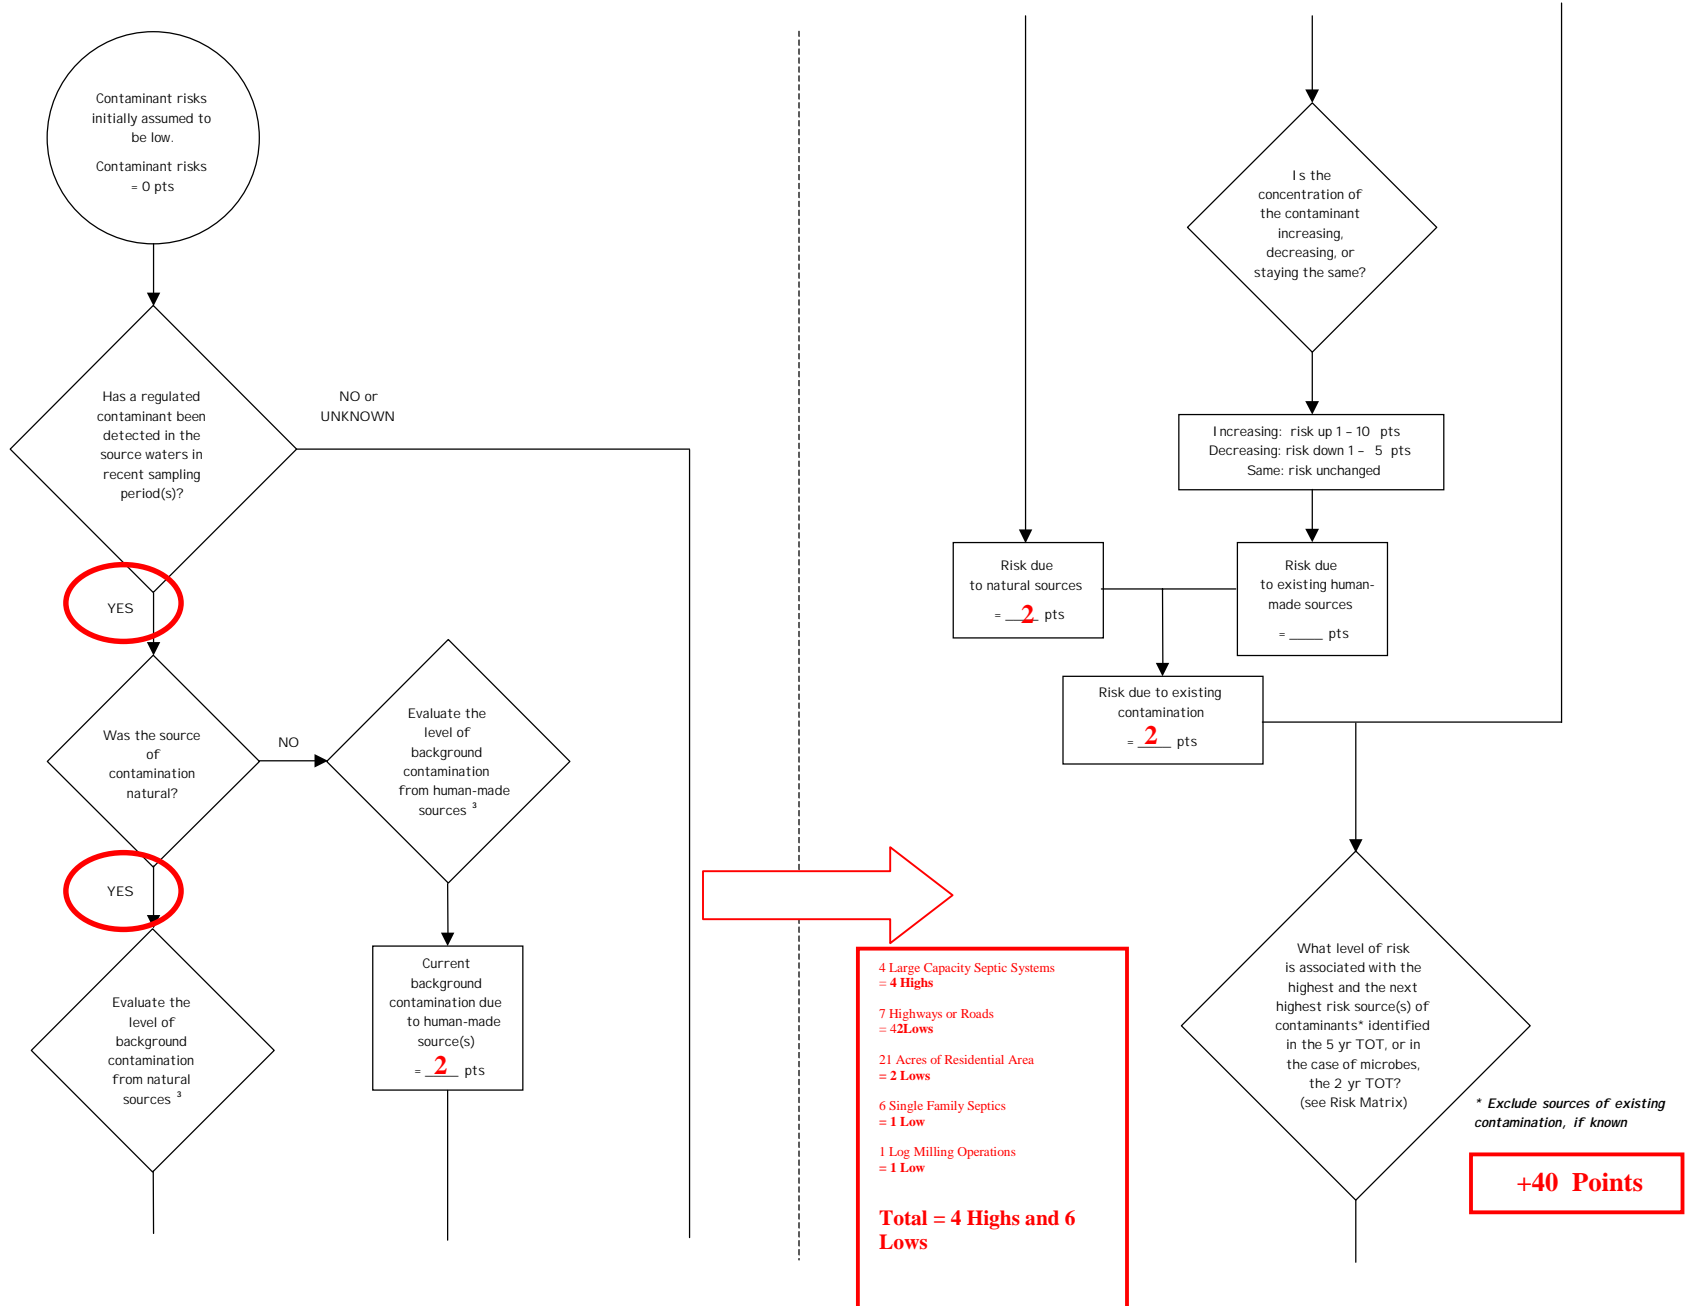 Contaminant risks
initially assumed to
be low.
Contaminant risks
= 0 pts
Has a regulated
contaminant been
detected in the
source waters in
recent sampling
period(s)?
NO or
UNKNOWN
YES
Was the source
of
contamination
natural?
NO
Evaluate the
level of
background
contamination
from human-made
sources ³
YES
Evaluate the
level of
background
contamination
from natural
sources ³
Current
background
contamination due
to human-made
source(s)
= 2 pts
Is the
concentration of
the contaminant
increasing,
decreasing, or
staying the same?
Increasing: risk up 1 – 10 pts
Decreasing: risk down 1 – 5 pts
Same: risk unchanged
Risk due
to natural sources
= 2 pts
Risk due
to existing human-
made sources
= ____ pts
Risk due to existing
contamination
= 2 pts
4 Large Capacity Septic Systems
= 4 Highs
7 Highways or Roads
= 42Lows
21 Acres of Residential Area
= 2 Lows
6 Single Family Septics
= 1 Low
1 Log Milling Operations
= 1 Low
Total = 4 Highs and 6
Lows
What level of risk
is associated with the
highest and the next
highest risk source(s) of
contaminants* identified
in the 5 yr TOT, or in
the case of microbes,
the 2 yr TOT?
(see Risk Matrix)
* Exclude sources of existing
contamination, if known
+40 Points